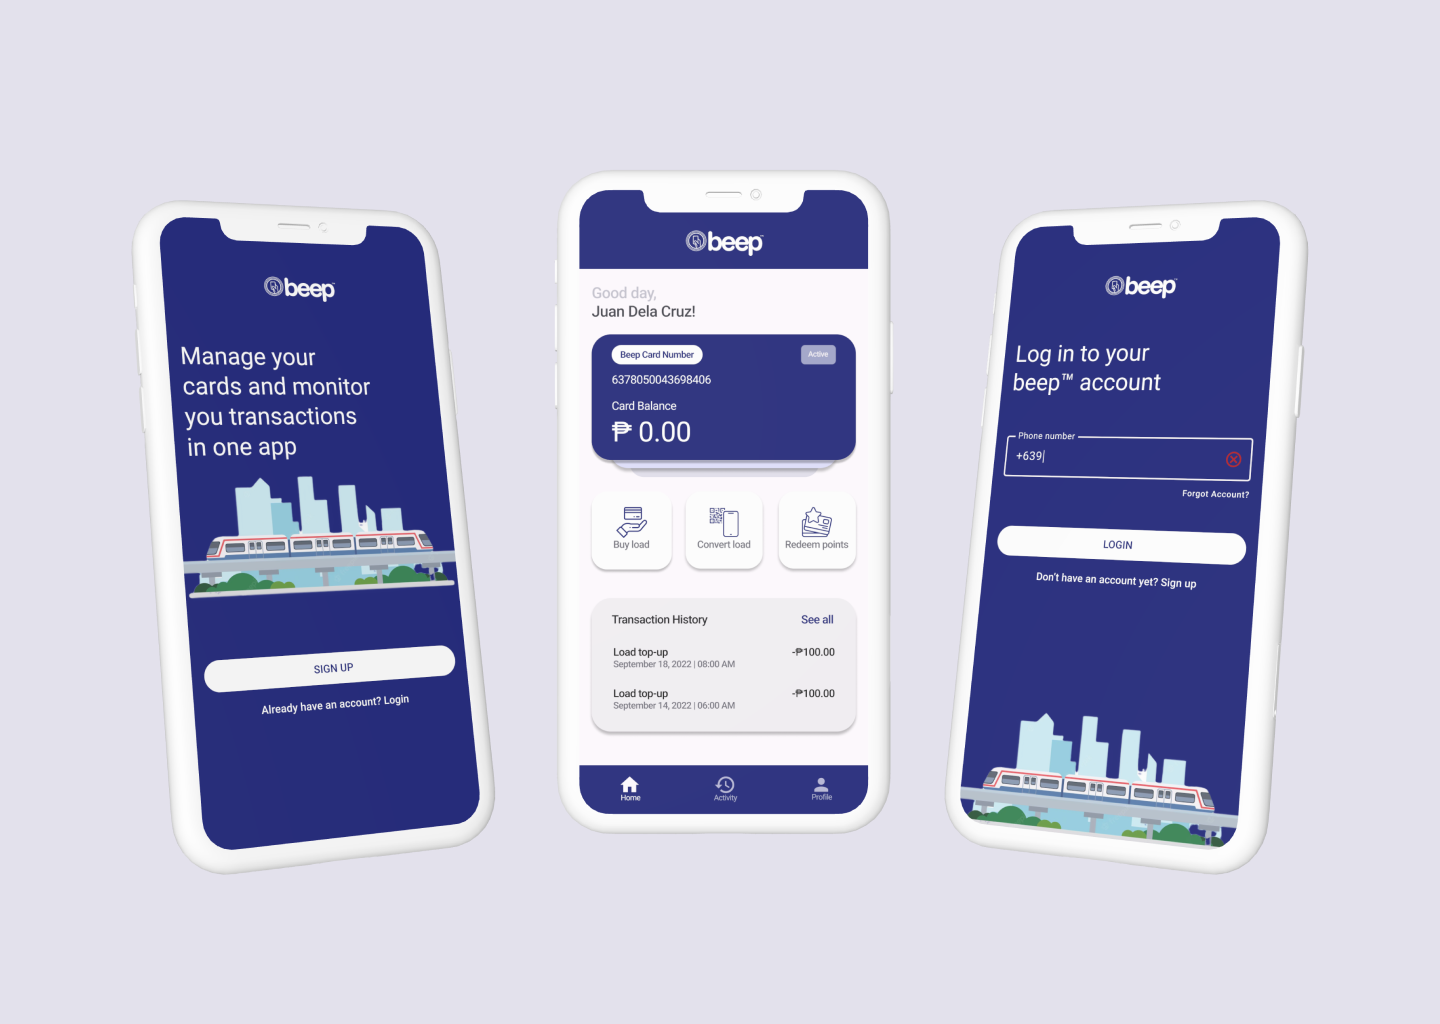 beep™
Manage your
cards and monitor
you transactions
in one app
SIGN UP
Already have an account? Login
beep™
Good day,
Juan Dela Cruz!
Beep Card Number
Active
6378050043698406
Card Balance
₱ 0.00
Buy load
Convert load
Redeem points
Transaction History
See all
Load top-up
-₱100.00
September 18, 2022 | 08:00 AM
Load top-up
-₱100.00
September 14, 2022 | 06:00 AM
Home
Activity
Profile
beep™
Log in to your
beep™ account
Phone number
+639
Forgot Account?
LOGIN
Don't have an account yet? Sign up